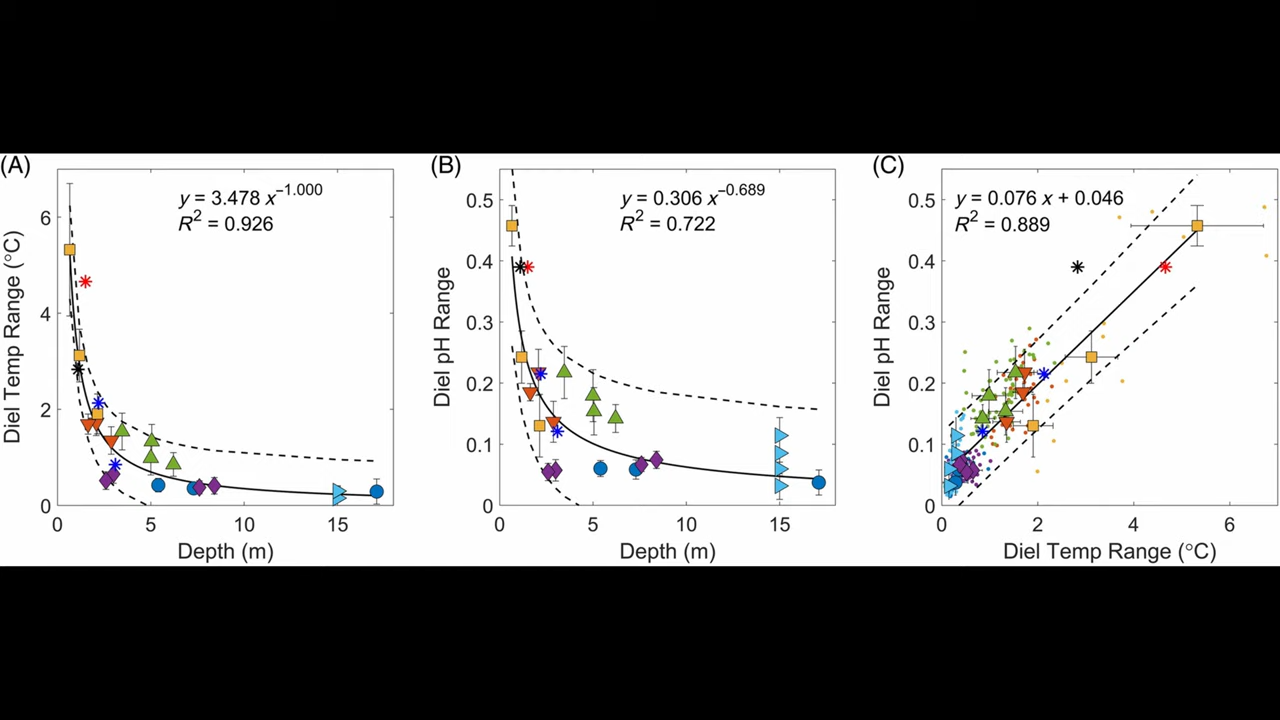 (A)
y = 3.478 x^−1.000
R^2 = 0.926
6
4
2
0
Diel Temp Range (°C)
0 5 10 15
Depth (m)
(B)
y = 0.306 x^−0.689
R^2 = 0.722
0.5
0.4
0.3
0.2
0.1
0
Diel pH Range
0 5 10 15
Depth (m)
(C)
y = 0.076 x + 0.046
R^2 = 0.889
0.5
0.4
0.3
0.2
0.1
0
Diel pH Range
0 2 4 6
Diel Temp Range (°C)